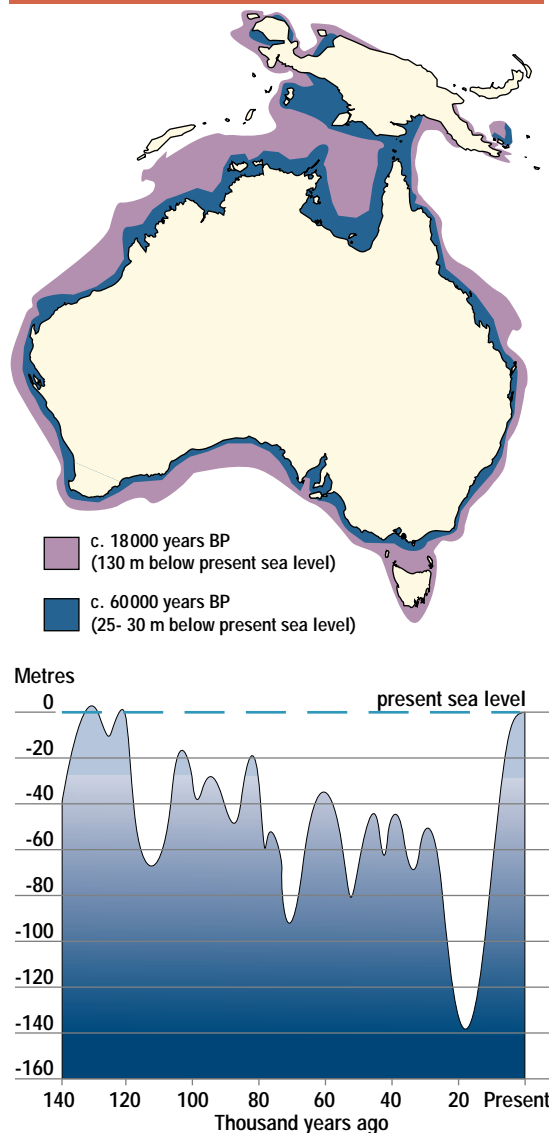 c. 18000 years BP
(130 m below present sea level)
c. 60000 years BP
(25- 30 m below present sea level)
Metres
present sea level
0
-20
-40
-60
-80
-100
-120
-140
-160
140 120 100 80 60 40 20 Present
Thousand years ago